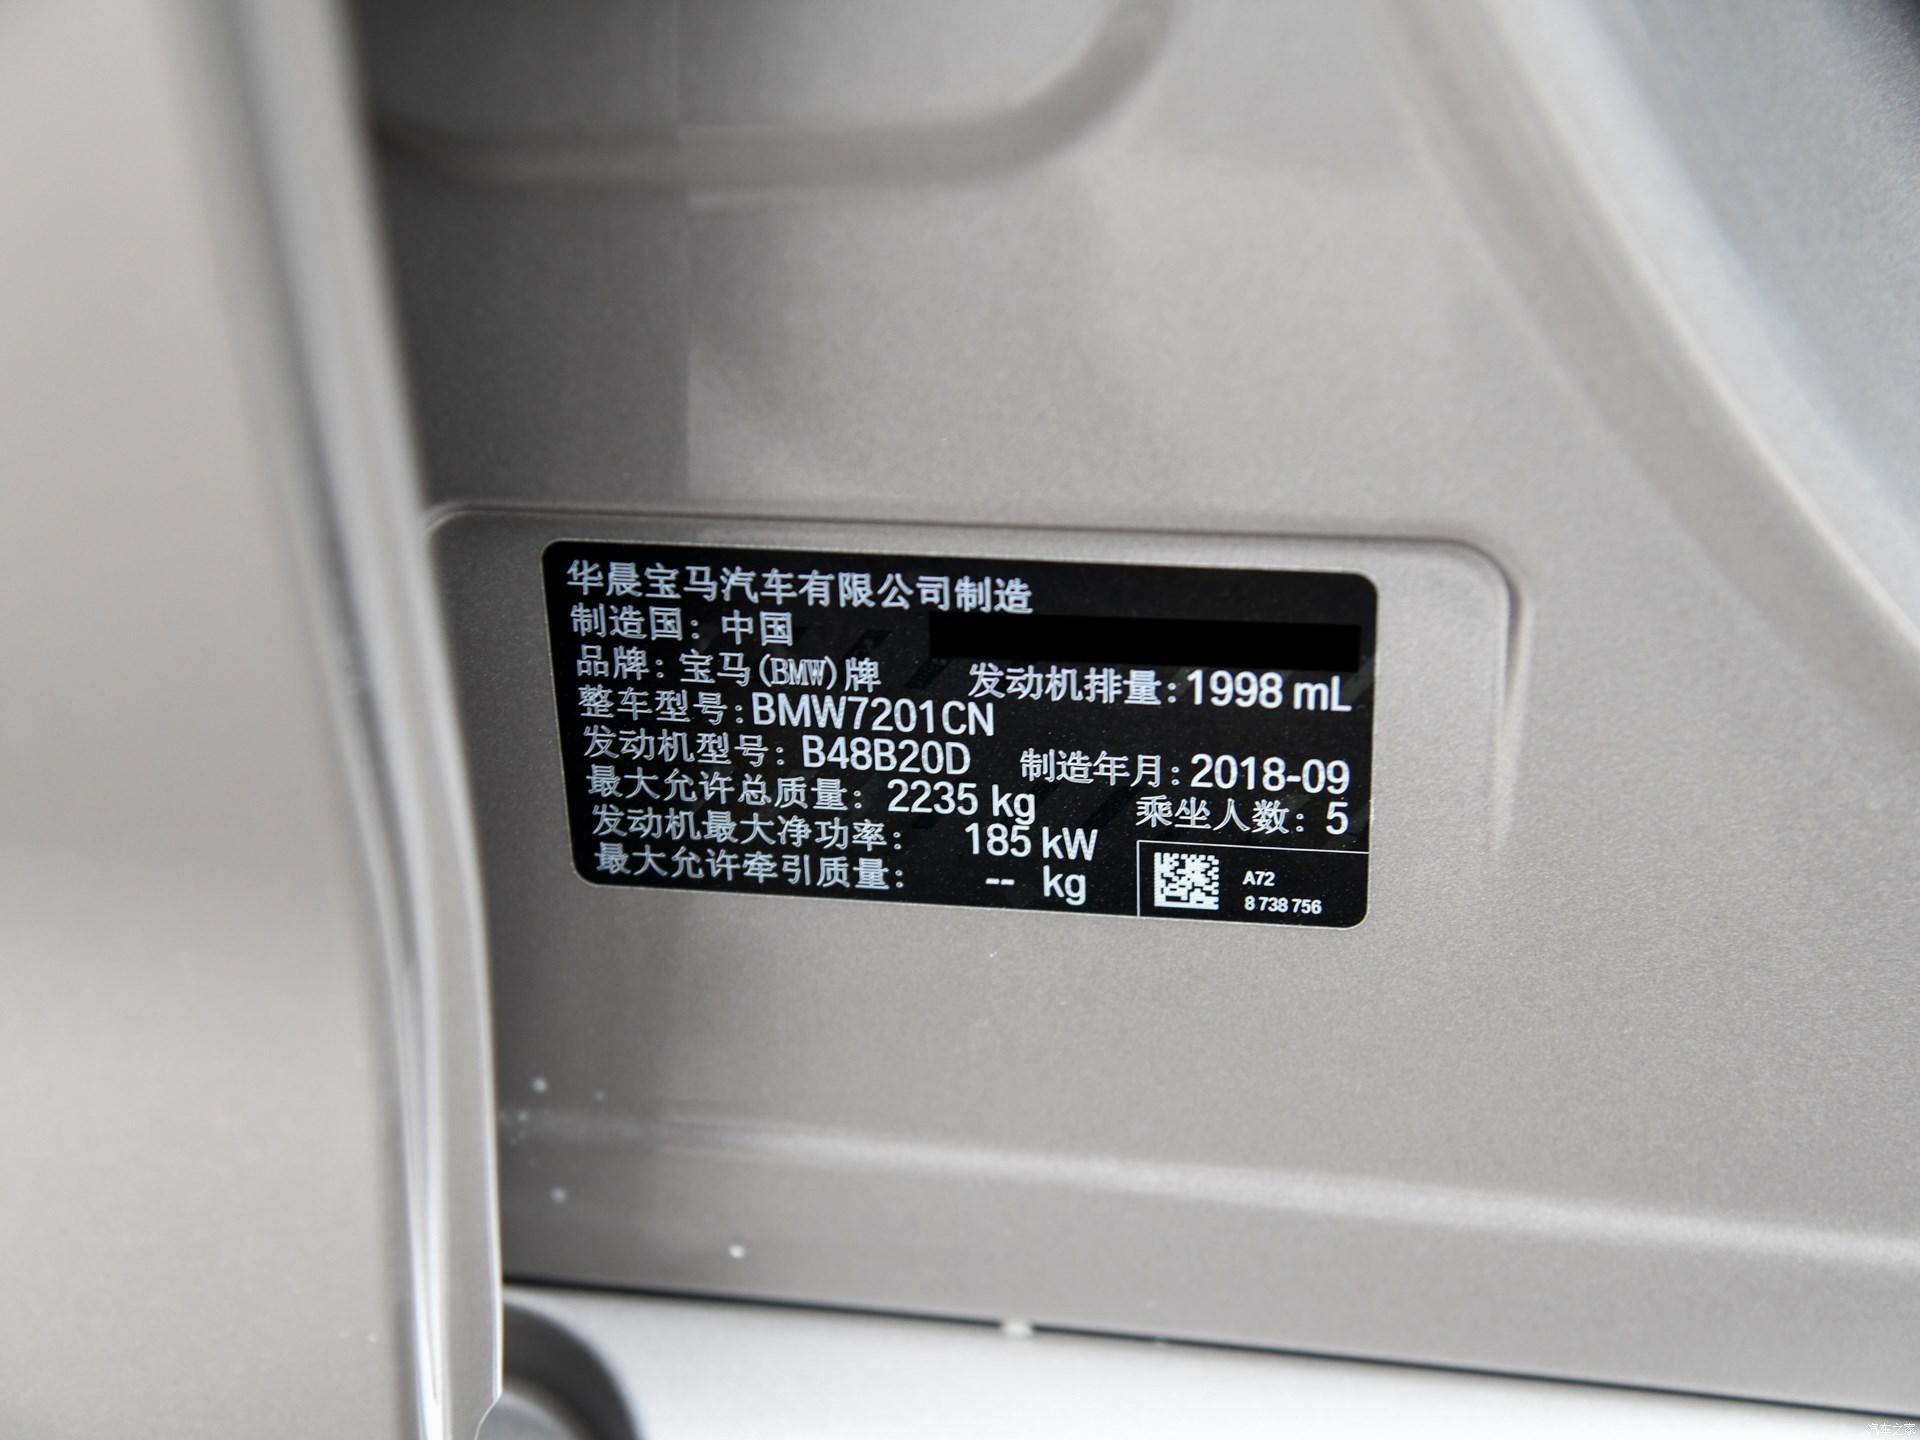 华晨宝马汽车有限公司制造
制造国：中国
品牌：宝马(BMW)牌 发动机排量：1998 mL
整车型号：BMW7201CN
发动机型号：B48B20D 制造年月：2018-09
最大允许总质量：2235 kg 乘坐人数：5
发动机最大净功率：185 kW
最大允许牵引质量：-- kg
A72
8 738 756
汽车之家